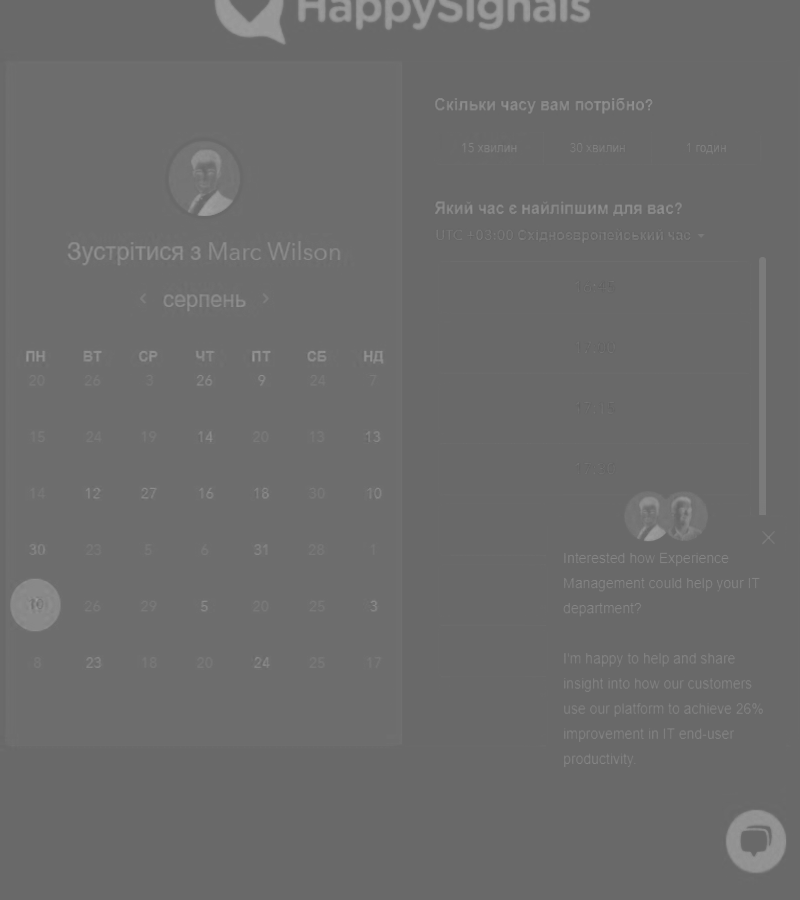 HappySignals
Зустрітися з Marc Wilson
серпень
ПН ВТ СР ЧТ ПТ СБ НД
20 26 3 26 9 24 7
15 24 19 14 20 13 13
14 12 27 16 18 30 10
30 23 5 6 31 28 1
10 26 29 5 20 25 3
8 23 18 20 24 25 17
Скільки часу вам потрібно?
15 хвилин 30 хвилин 1 годин
Який час є найліпшим для вас?
UTC +03:00 Східноєвропейський час
Interested how Experience
Management could help your IT
department?
I'm happy to help and share
insight into how our customers
use our platform to achieve 26%
improvement in IT end-user
productivity